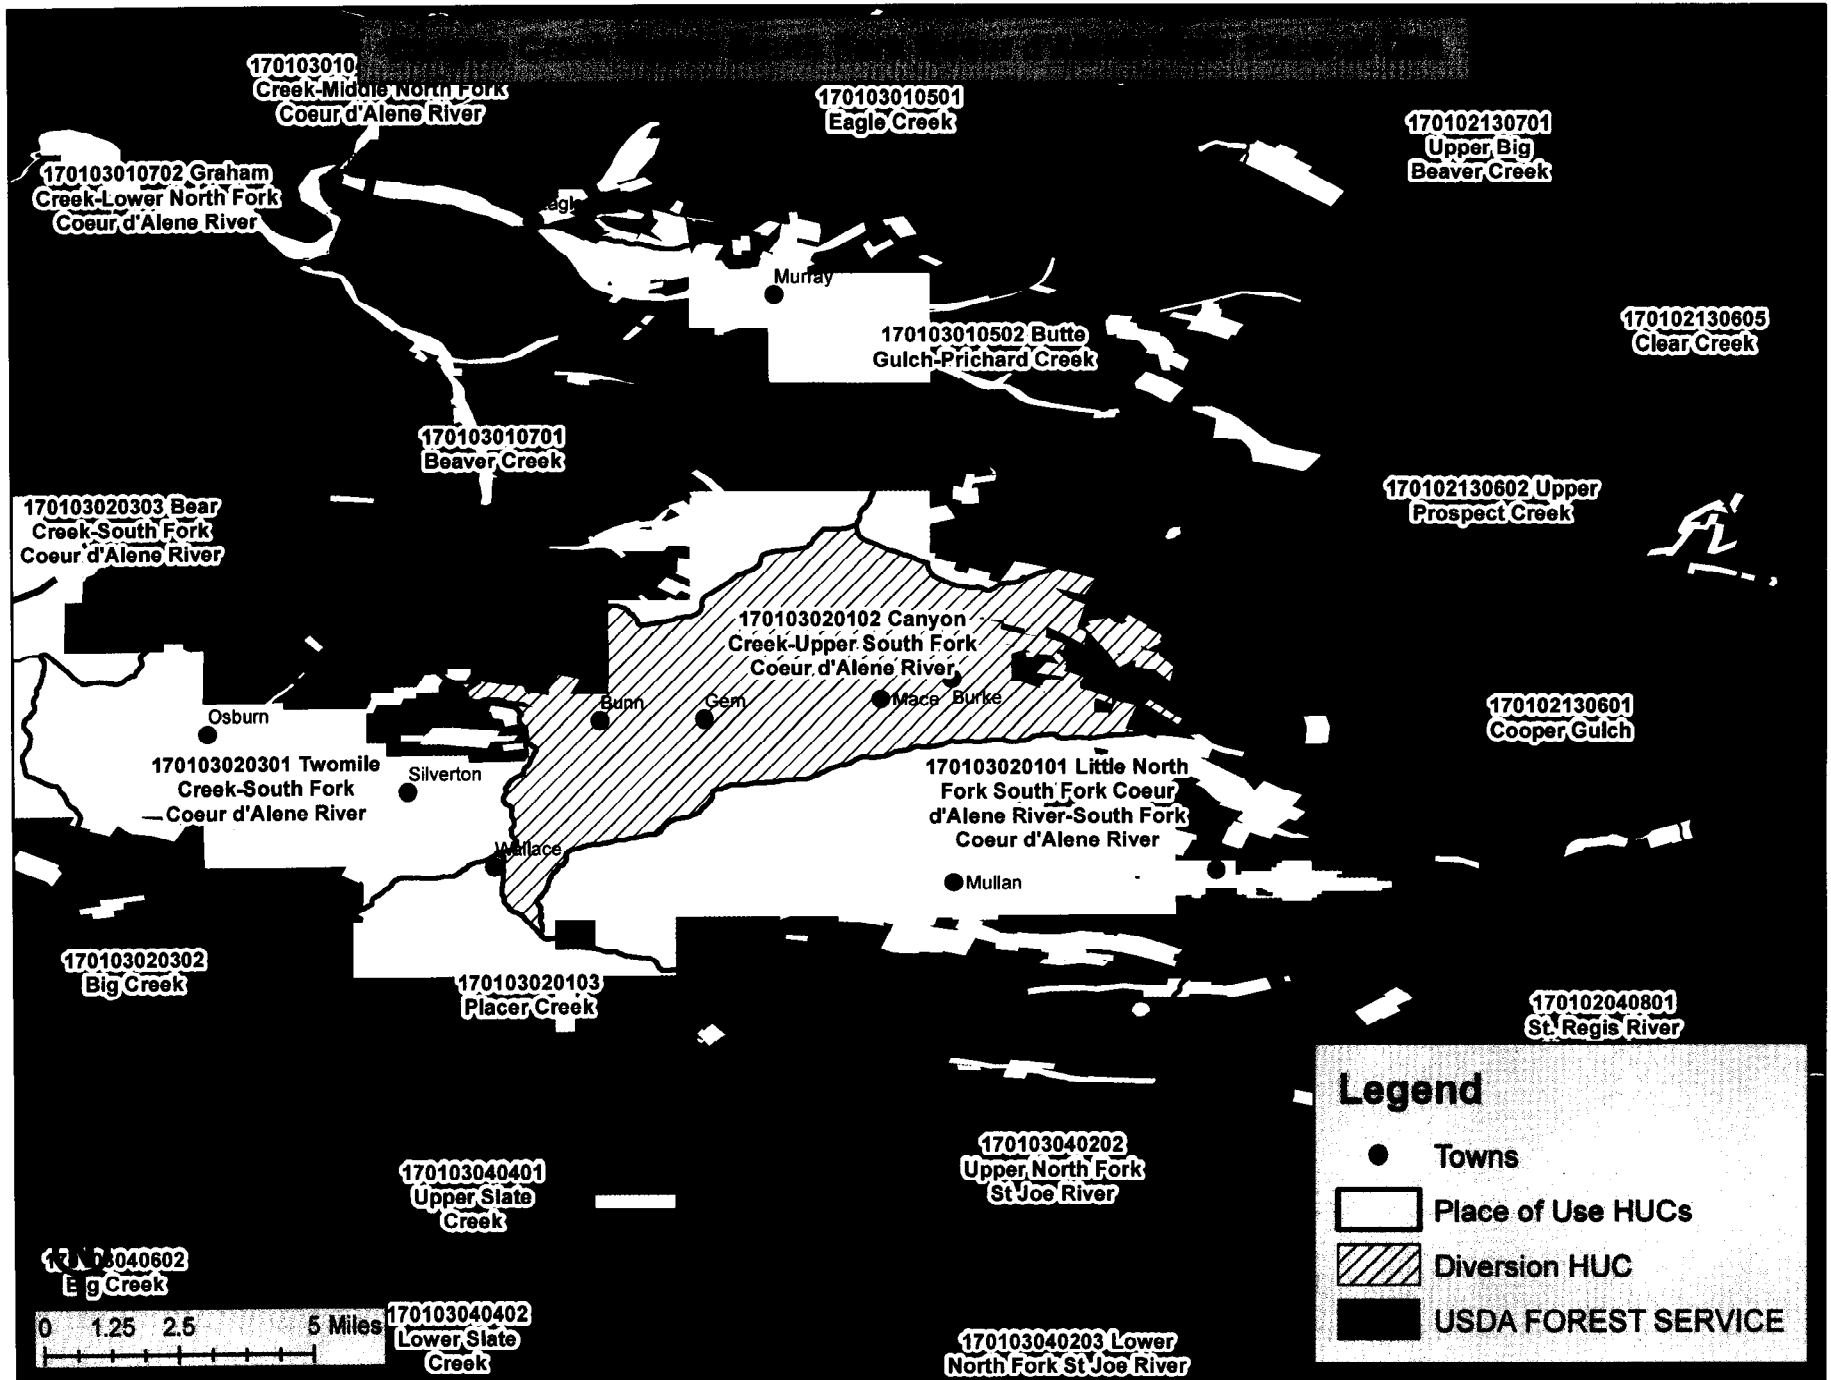 170103010
Creek-Middle North Fork
Coeur d'Alene River
170103010501
Eagle Creek
170102130701
Upper Big
Beaver Creek
170103010702 Graham
Creek-Lower North Fork
Coeur d'Alene River
Murray
170103010502 Butte
Gulch-Prichard Creek
170102130605
Clear Creek
170103010701
Beaver Creek
170102130602 Upper
Prospect Creek
170103020303 Bear
Creek-South Fork
Coeur d'Alene River
170103020102 Canyon
Creek-Upper South Fork
Coeur d'Alene River
Bunn
Gem
Mace
Burke
Osburn
170102130601
Cooper Gulch
170103020301 Twomile
Creek-South Fork
Coeur d'Alene River
Silverton
170103020101 Little North
Fork South Fork Coeur
d'Alene River-South Fork
Coeur d'Alene River
Wallace
Mullan
170103020302
Big Creek
170103020103
Placer Creek
170102040801
St. Regis River
170103040202
Upper North Fork
St Joe River
170103040401
Upper Slate
Creek
Big Creek
170103040402
Lower Slate
Creek
170103040203 Lower
North Fork St Joe River
0 1.25 2.5 5 Miles
Legend
Towns
Place of Use HUCs
Diversion HUC
USDA FOREST SERVICE